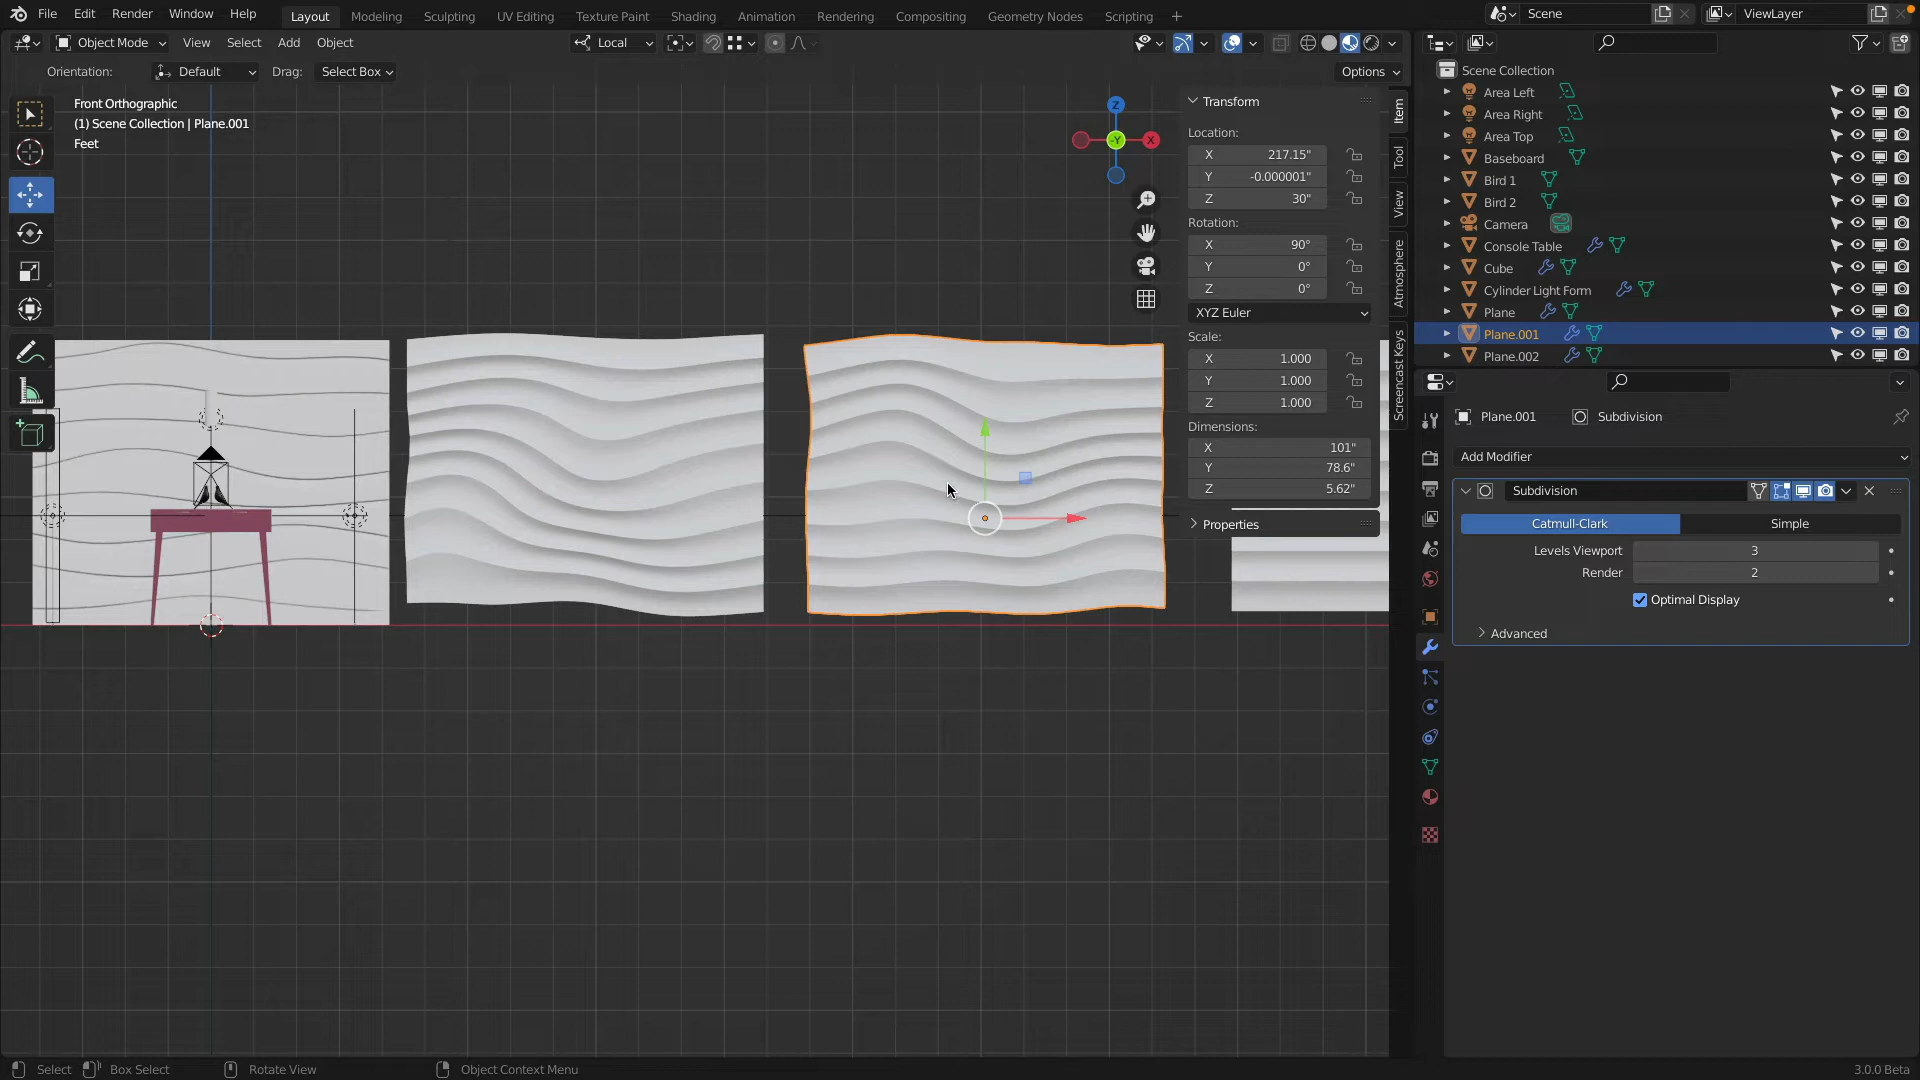 File Edit Render Window Help Layout Modeling Sculpting UV Editing Texture Paint Shading Animation Rendering Compositing Geometry Nodes Scripting + Scene ViewLayer
Object Mode View Select Add Object Local
Orientation: Default Drag: Select Box Options
Front Orthographic
(1) Scene Collection | Plane.001
Feet
Z
-Y
X
Transform
Location:
X 217.15"
Y -0.000001"
Z 30"
Rotation:
X 90°
Y 0°
Z 0°
XYZ Euler
Scale:
X 1.000
Y 1.000
Z 1.000
Dimensions:
X 101"
Y 78.6"
Z 5.62"
Properties
Item
Tool
View
Atmosphere
Screencast Keys
Scene Collection
Area Left
Area Right
Area Top
Baseboard
Bird 1
Bird 2
Camera
Console Table
Cube
Cylinder Light Form
Plane
Plane.001
Plane.002
Plane.001 Subdivision
Add Modifier
Subdivision
Catmull-Clark Simple
Levels Viewport 3
Render 2
Optimal Display
Advanced
Select Box Select Rotate View Object Context Menu 3.0.0 Beta